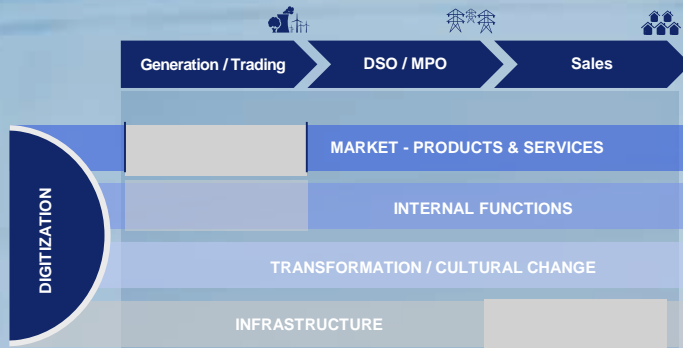 Generation / Trading
DSO / MPO
Sales
DIGITIZATION
MARKET - PRODUCTS & SERVICES
INTERNAL FUNCTIONS
TRANSFORMATION / CULTURAL CHANGE
INFRASTRUCTURE